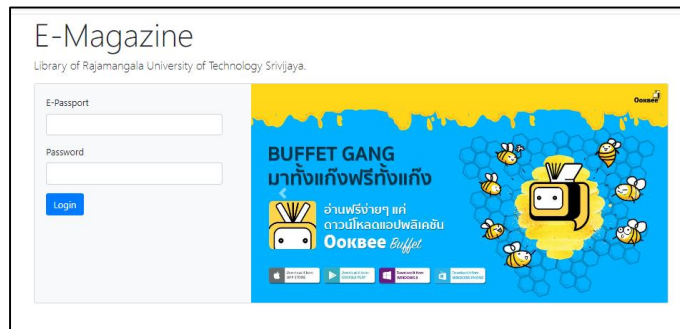 E-Magazine
Library of Rajamangala University of Technology Srivijaya.
E-Passport
Password
Login
OOKBEE
BUFFET GANG
มาทั้งแก๊งฟรีทั้งแก๊ง
อ่านฟรีง่ายๆ แค่
ดาวน์โหลดแอปพลิเคชัน
OOKBEE Buffet